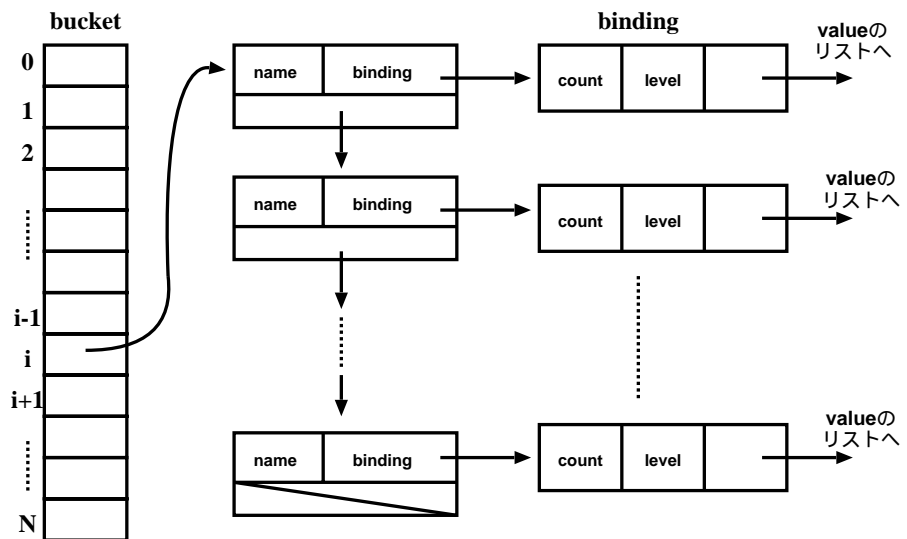 bucket
binding
valueの
リストへ
0
name
binding
count
level
1
2
valueの
リストへ
name
binding
count
level
i-1
i
i+1
valueの
リストへ
name
binding
count
level
N